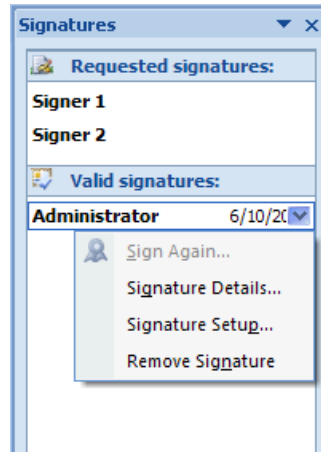 Signatures
Requested signatures:
Signer 1
Signer 2
Valid signatures:
Administrator 6/10/20
Sign Again...
Signature Details...
Signature Setup...
Remove Signature